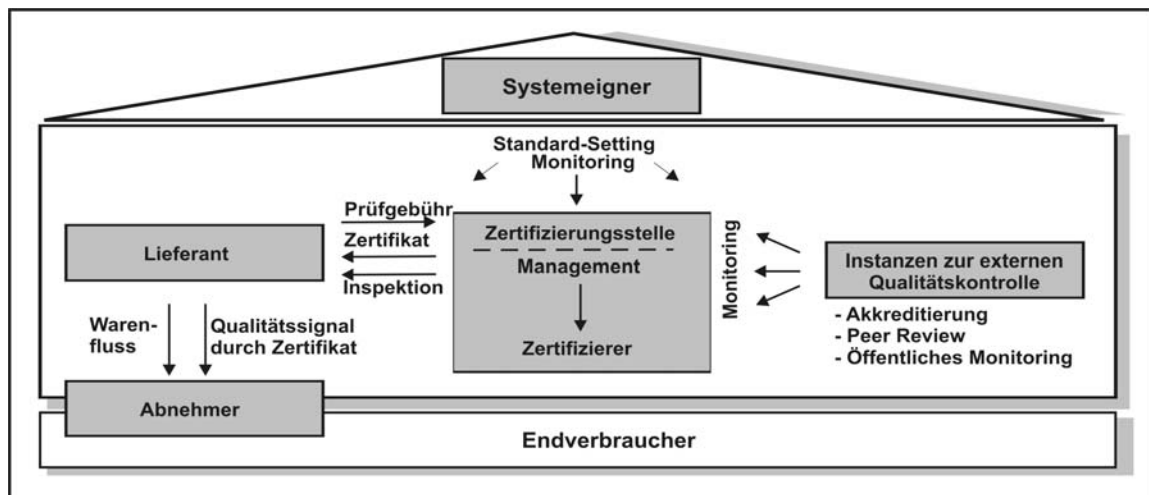 Systemeigner
Standard-Setting
Monitoring
Prüfgebühr
Zertifikat
Inspektion
Lieferant
Zertifizierungsstelle
Management
Zertifizierer
Monitoring
Instanzen zur externen
Qualitätskontrolle
- Akkreditierung
- Peer Review
- Öffentliches Monitoring
Waren-
fluss
Qualitätssignal
durch Zertifikat
Abnehmer
Endverbraucher